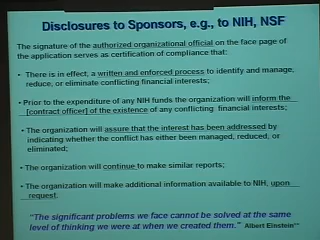 Disclosures to Sponsors, e.g., to NIH, NSF
The signature of the authorized organizational official on the face page of
the application serves as certification of compliance that:
• There is in effect, a written and enforced process to identify and manage,
reduce, or eliminate conflicting financial interests;
• Prior to the expenditure of any NIH funds the organization will inform the
[contract officer] of the existence of any conflicting financial interests;
• The organization will assure that the interest has been addressed by
indicating whether the conflict has either been managed, reduced, or
eliminated;
• The organization will continue to make similar reports;
• The organization will make additional information available to NIH, upon
request.
"The significant problems we face cannot be solved at the same
level of thinking we were at when we created them." Albert Einstein